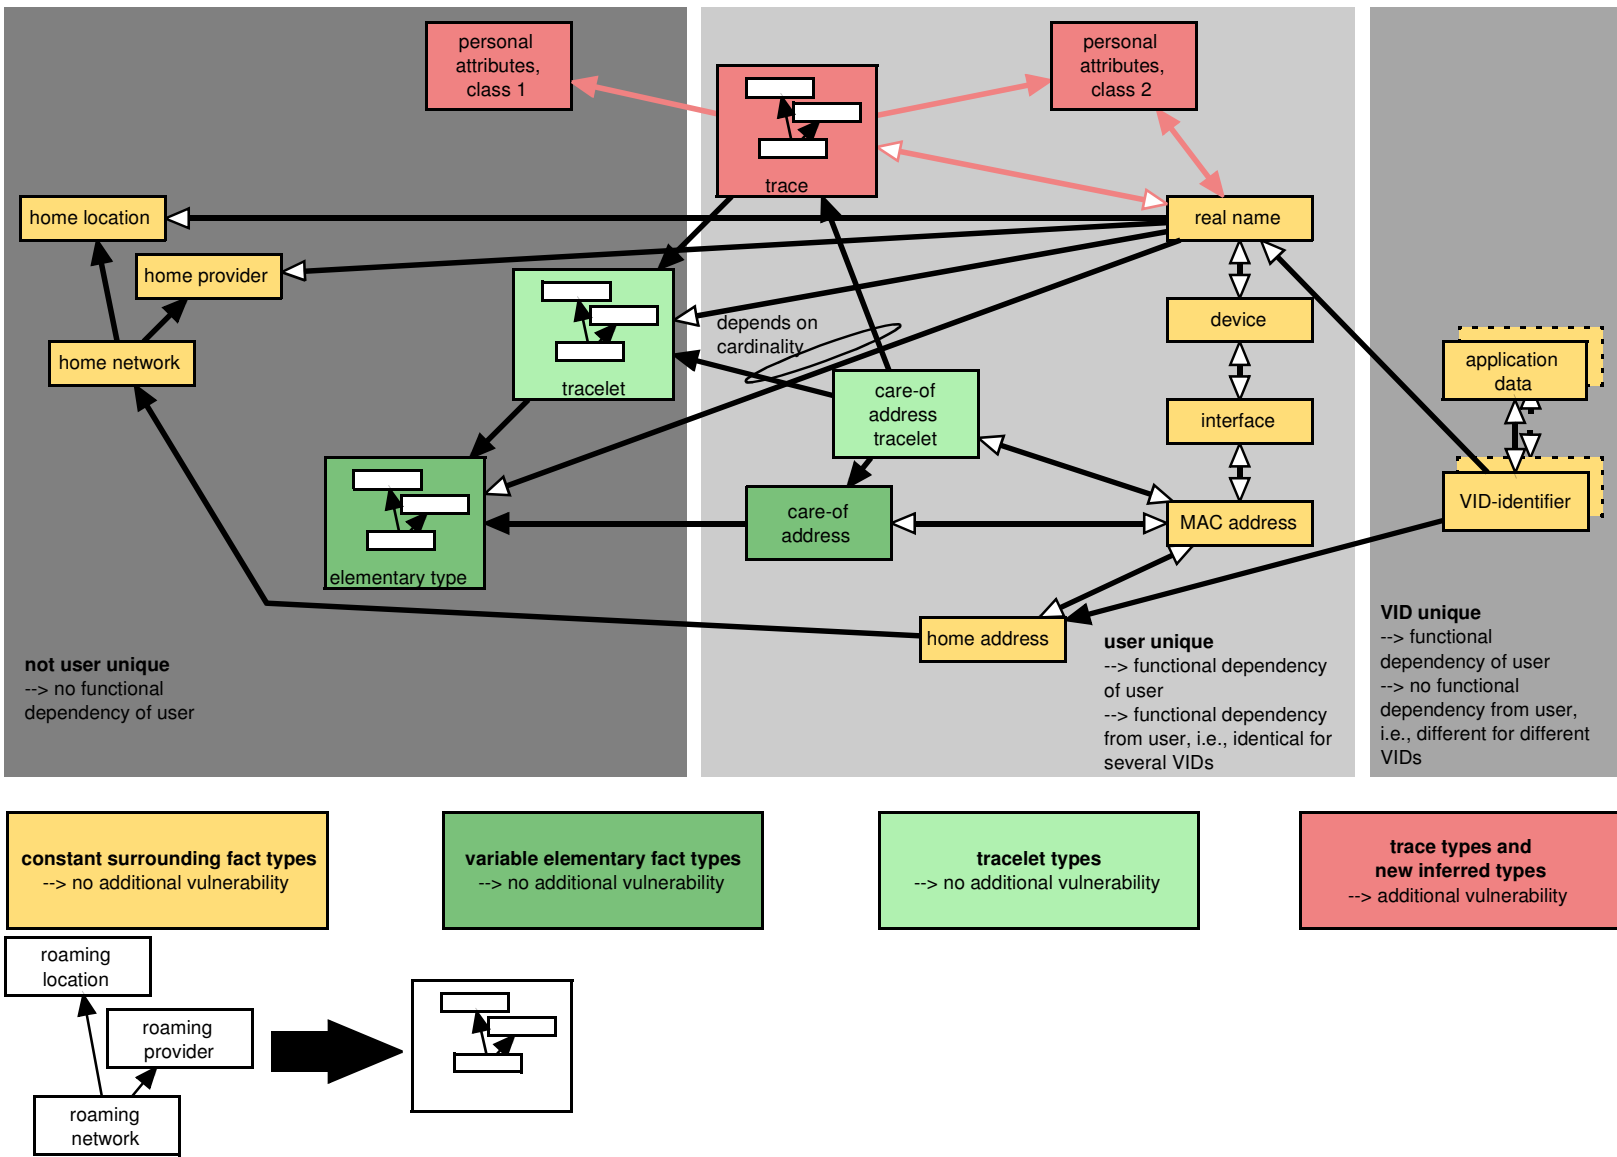 personal
attributes,
class 1
personal
attributes,
class 2
trace
home location
real name
home provider
device
depends on
cardinality
home network
application
data
tracelet
care-of
address
tracelet
interface
care-of
address
MAC address
VID-identifier
elementary type
home address
not user unique
--> no functional
dependency of user
user unique
--> functional dependency
of user
--> functional dependency
from user, i.e., identical for
several VIDs
VID unique
--> functional
dependency of user
--> no functional
dependency from user,
i.e., different for different
VIDs
constant surrounding fact types
--> no additional vulnerability
variable elementary fact types
--> no additional vulnerability
tracelet types
--> no additional vulnerability
trace types and
new inferred types
--> additional vulnerability
roaming
location
roaming
provider
roaming
network